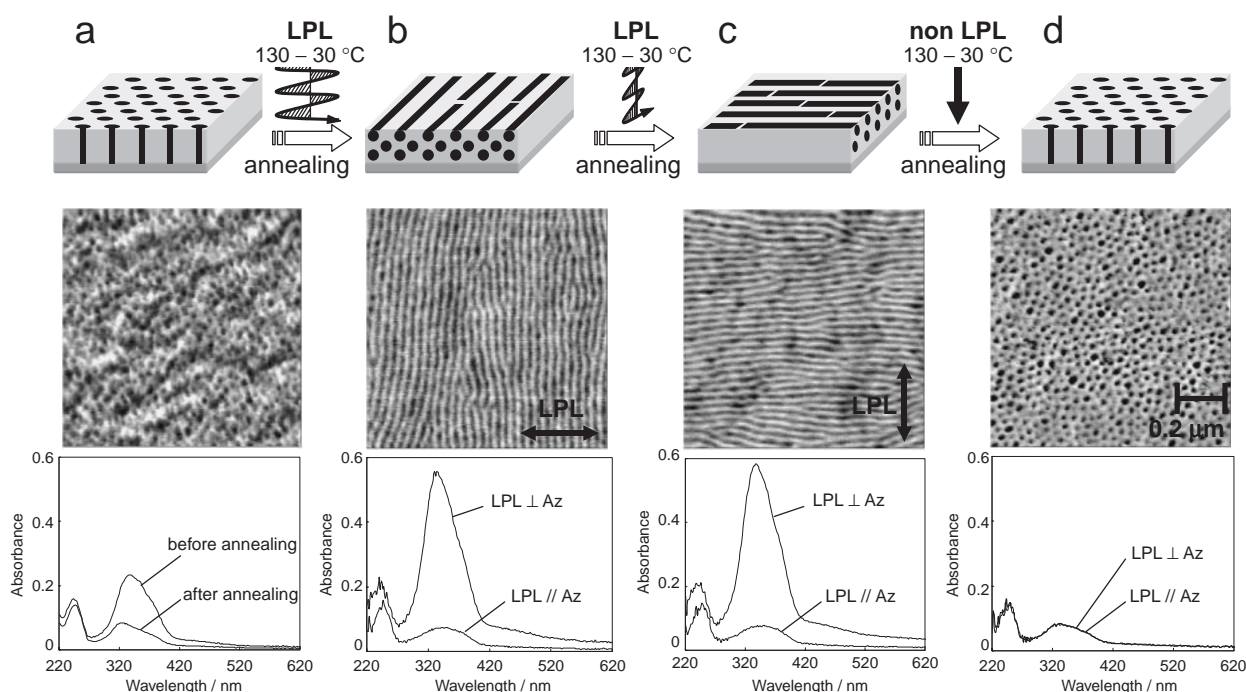 a
LPL
130 – 30 °C
annealing
b
LPL
130 – 30 °C
annealing
c
non LPL
130 – 30 °C
annealing
d
LPL
LPL
0.2 μm
0.6
0.4
0.2
0
Absorbance
before annealing
after annealing
220 320 420 520 620
Wavelength / nm
0.6
0.4
0.2
0
Absorbance
LPL ⊥ Az
LPL // Az
220 320 420 520 620
Wavelength / nm
0.6
0.4
0.2
0
Absorbance
LPL ⊥ Az
LPL // Az
220 320 420 520 620
Wavelength / nm
0.6
0.4
0.2
0
Absorbance
LPL ⊥ Az
LPL // Az
220 320 420 520 620
Wavelength / nm